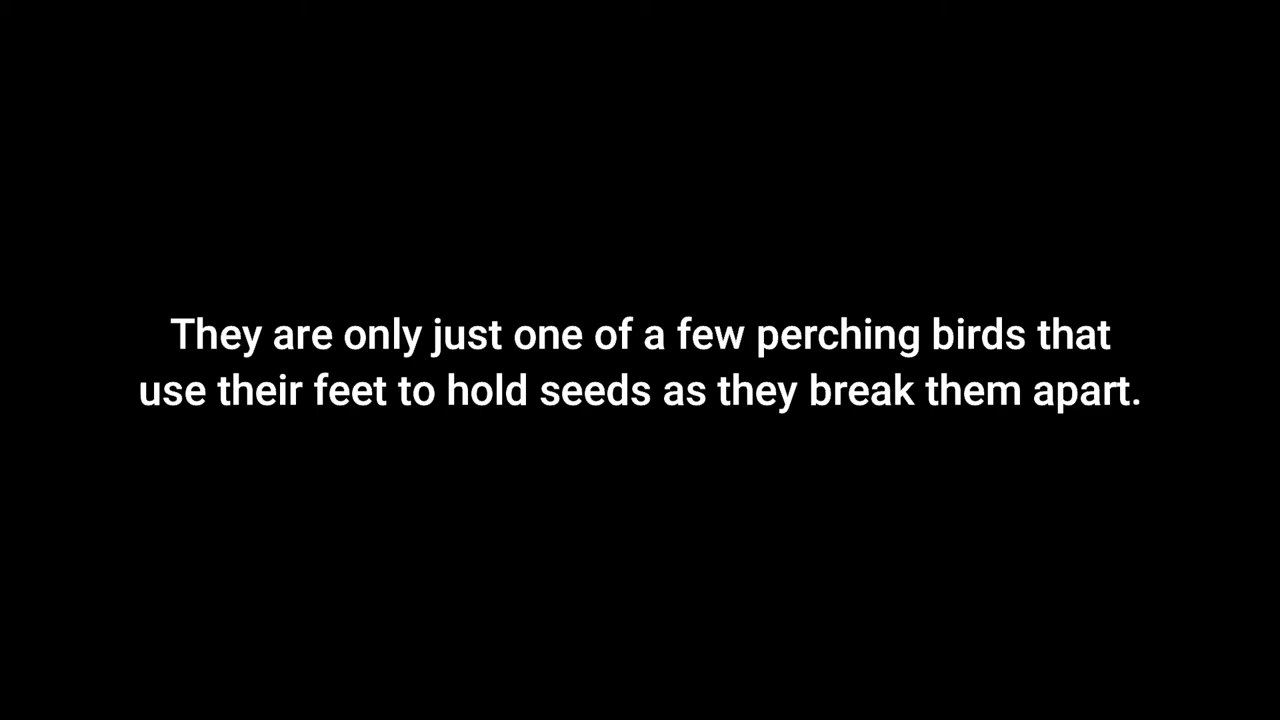 They are only just one of a few perching birds that
use their feet to hold seeds as they break them apart.